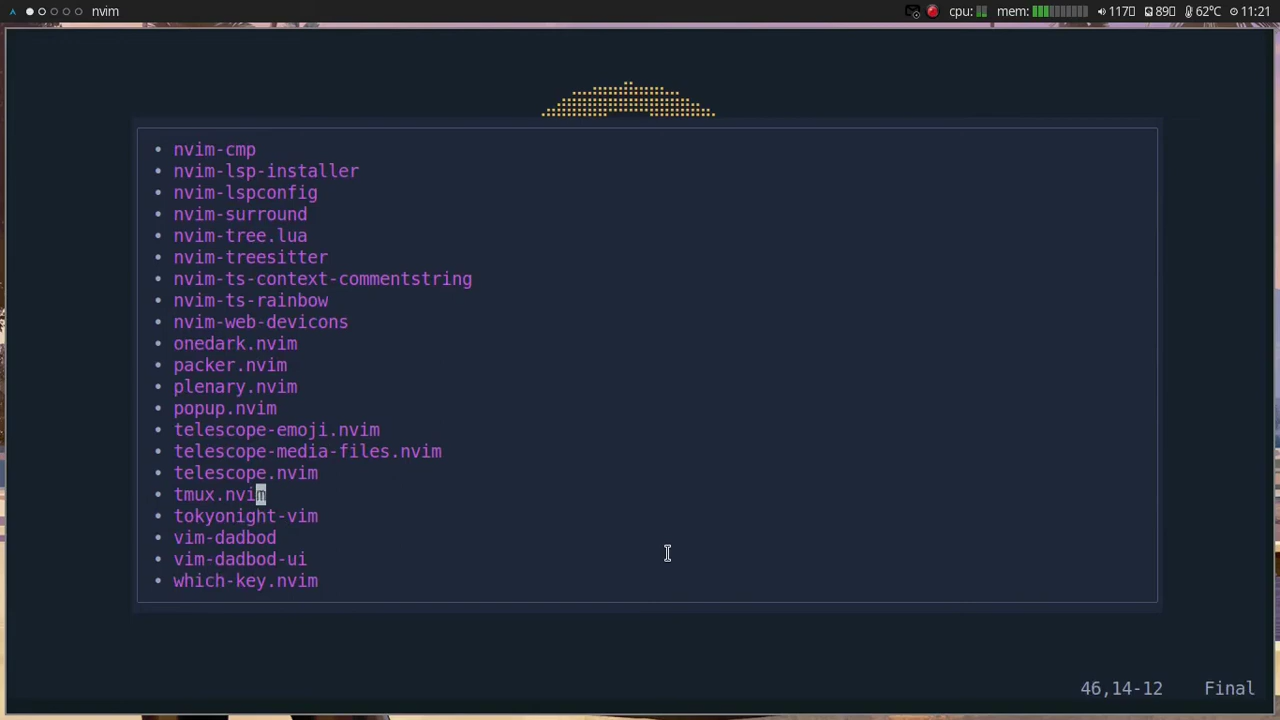 nvim cpu: mem: 117 89 62℃ 11:21
• nvim-cmp
• nvim-lsp-installer
• nvim-lspconfig
• nvim-surround
• nvim-tree.lua
• nvim-treesitter
• nvim-ts-context-commentstring
• nvim-ts-rainbow
• nvim-web-devicons
• onedark.nvim
• packer.nvim
• plenary.nvim
• popup.nvim
• telescope-emoji.nvim
• telescope-media-files.nvim
• telescope.nvim
• tmux.nvim
• tokyonight-vim
• vim-dadbod
• vim-dadbod-ui
• which-key.nvim
46,14-12 Final